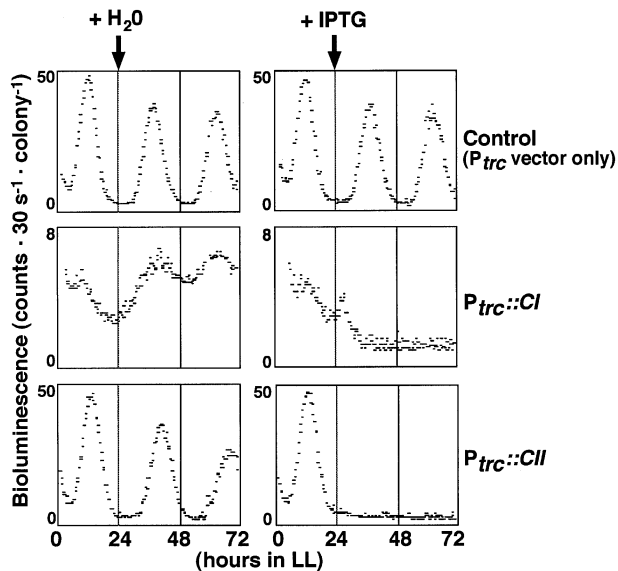 + H20
+ IPTG
Bioluminescence (counts · 30 s-1 · colony-1)
50
0
Control
(Ptrc vector only)
8
0
8
0
Ptrc::CI
50
0
50
0
Ptrc::CII
0 24 48 72
0 24 48 72
(hours in LL)
50
0